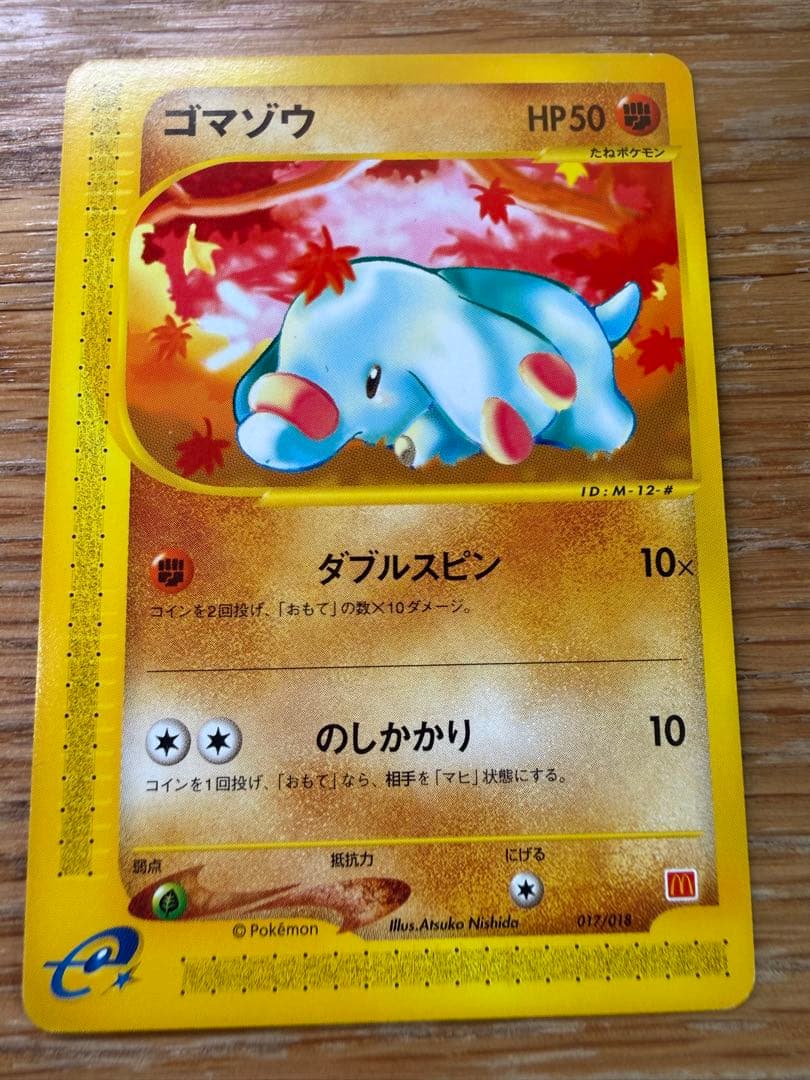 ゴマゾウ HP50
たねポケモン
ID:M-12-#
ダブルスピン 10×
コインを2回投げ、「おもて」の数×10ダメージ。
のしかかり 10
コインを1回投げ、「おもて」なら、相手を「マヒ」状態にする。
弱点 抵抗力 にげる
© Pokémon Illus.Atsuko Nishida 017/018
e